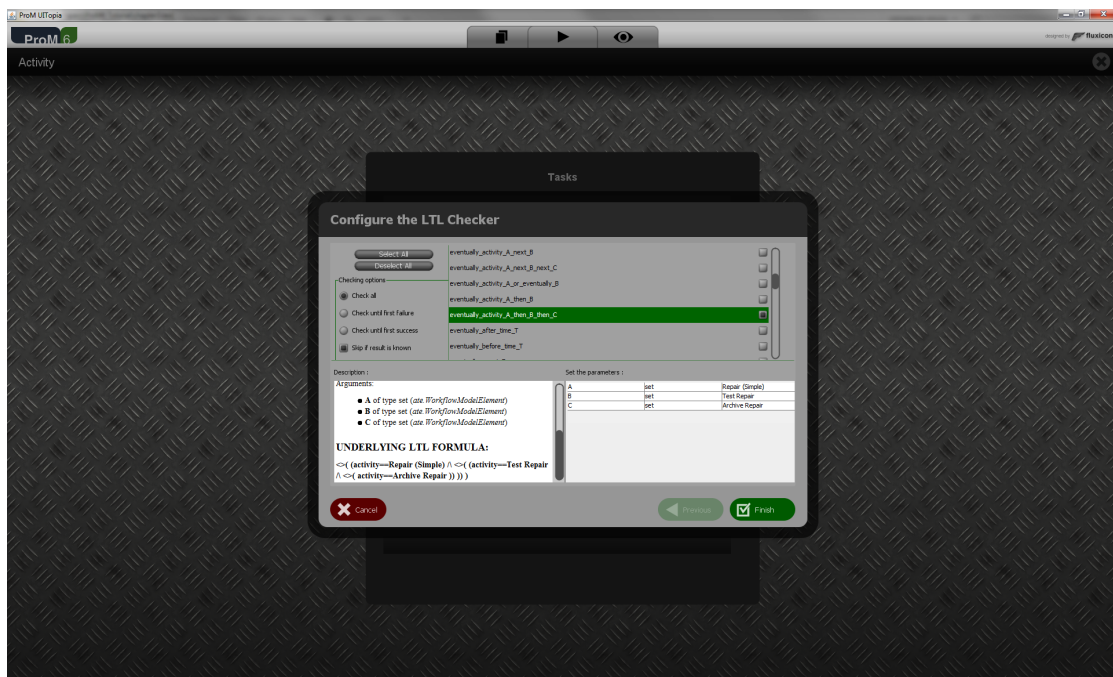 ProM UITopia
ProM 6
designed by fluxicon
Activity
Tasks
Configure the LTL Checker
Select All
Deselect All
Checking options
Check all
Check until first failure
Check until first success
Skip if result is known
eventually_activity_A_next_B
eventually_activity_A_next_B_next_C
eventually_activity_A_or_eventually_B
eventually_activity_A_then_B
eventually_activity_A_then_B_then_C
eventually_after_time_T
eventually_before_time_T
Description :
Arguments:
A of type set (ate.WorkflowModelElement)
B of type set (ate.WorkflowModelElement)
C of type set (ate.WorkflowModelElement)
UNDERLYING LTL FORMULA:
<>( (activity==Repair (Simple) /\ <>( (activity==Test Repair
/\ <>( activity==Archive Repair )) )) )
Set the parameters :
A set Repair (Simple)
B set Test Repair
C set Archive Repair
Cancel
Previous
Finish